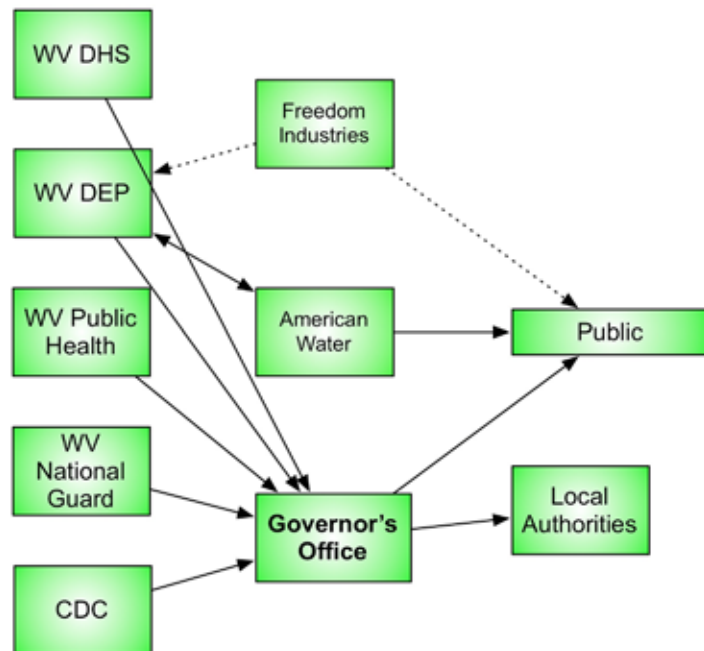 WV DHS
Freedom
Industries
WV DEP
WV Public
Health
American
Water
Public
WV
National
Guard
Governor's
Office
Local
Authorities
CDC